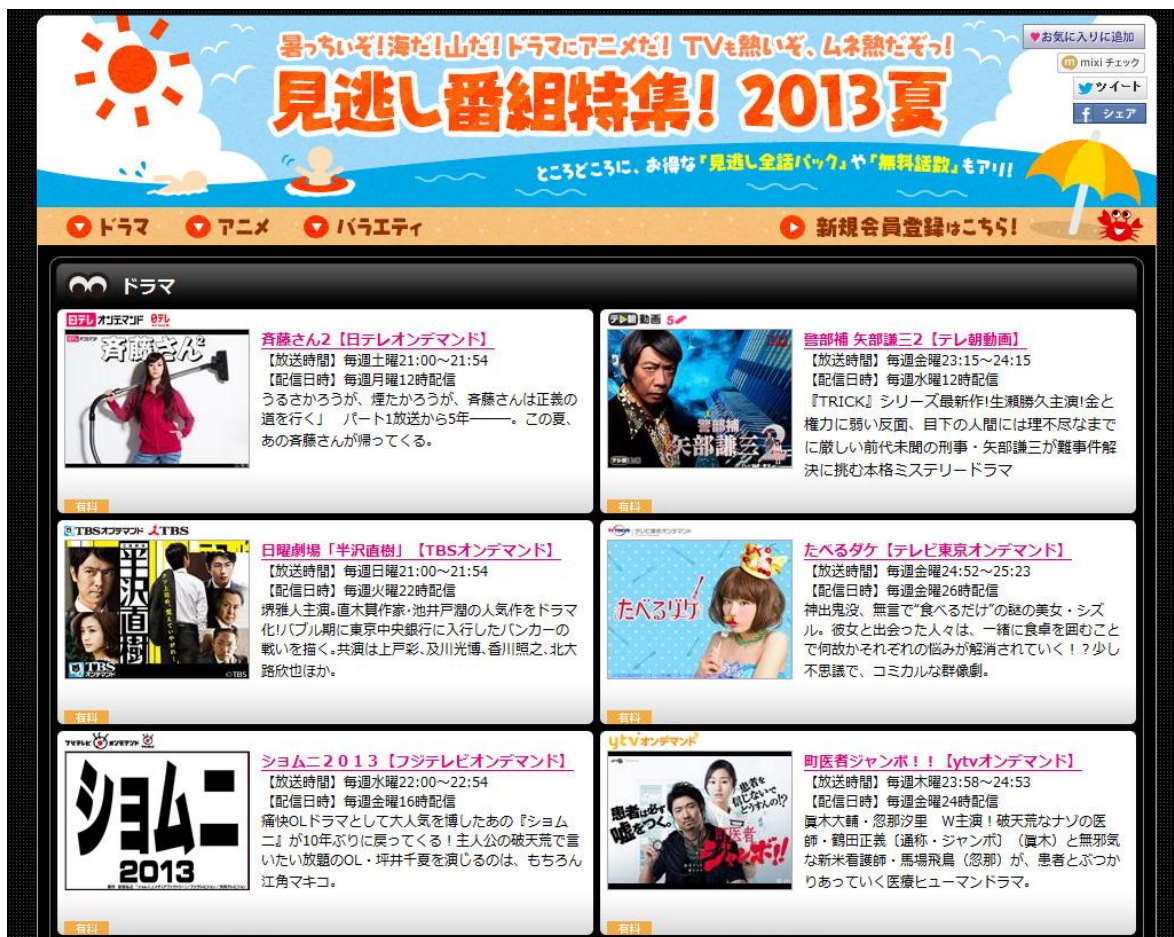 暑っちいぞ!海だ!山だ!ドラマにアニメだ! TVも熱いぞ、ムネ熱だぞっ!
見逃し番組特集! 2013夏
ところどころに、お得な「見逃し全話パック」や「無料話数」もアリ!
♥お気に入りに追加
mixi チェック
ツイート
シェア
ドラマ アニメ バラエティ 新規会員登録はこちら!
ドラマ
日テレオンデマンド 日テレ
斉藤さん2
斉藤さん2【日テレオンデマンド】
【放送時間】毎週土曜21:00~21:54
【配信日時】毎週月曜12時配信
うるさかろうが、煙たかろうが、斉藤さんは正義の
道を行く」 パート1放送から5年――。この夏、
あの斉藤さんが帰ってくる。
有料
テレ朝動画 5
警部補
矢部謙三2
警部補 矢部謙三2【テレ朝動画】
【放送時間】毎週金曜23:15~24:15
【配信日時】毎週水曜12時配信
『TRICK』シリーズ最新作!生瀬勝久主演!金と
権力に弱い反面、目下の人間には理不尽なまで
に厳しい前代未聞の刑事・矢部謙三が難事件解
決に挑む本格ミステリードラマ
有料
TBSオンデマンド TBS
半沢直樹
TBS
オンデマンド
©TBS
日曜劇場「半沢直樹」【TBSオンデマンド】
【放送時間】毎週日曜21:00~21:54
【配信日時】毎週火曜22時配信
堺雅人主演。直木賞作家・池井戸潤の人気作をドラマ
化!バブル期に東京中央銀行に入行したバンカーの
戦いを描く。共演は上戸彩、及川光博、香川照之、北大
路欣也ほか。
有料
テレビ東京オンデマンド
たべるダケ
たべるダケ【テレビ東京オンデマンド】
【放送時間】毎週金曜24:52~25:23
【配信日時】毎週金曜26時配信
神出鬼没、無言で“食べるだけ”の謎の美女・シズ
ル。彼女と出会った人々は、一緒に食卓を囲むこと
で何故かそれぞれの悩みが解消されていく!?少し
不思議で、コミカルな群像劇。
有料
フジテレビ オンデマンド
ショムニ
2013
ショムニ2013【フジテレビオンデマンド】
【放送時間】毎週水曜22:00~22:54
【配信日時】毎週金曜16時配信
痛快OLドラマとして大人気を博したあの『ショム
ニ』が10年ぶりに戻ってくる!主人公の破天荒で言
いたい放題のOL・坪井千夏を演じるのは、もちろん
江角マキコ。
有料
ytvオンデマンド
患者は必ず
嘘をつく。
患者を
信じないで
どうすんの!?
町医者
ジャンボ!!
町医者ジャンボ!!【ytvオンデマンド】
【放送時間】毎週木曜23:58~24:53
【配信日時】毎週金曜24時配信
眞木大輔・忽那汐里 W主演!破天荒なナゾの医
師・鶴田正義〔通称・ジャンボ〕(眞木)と無邪気
な新米看護師・馬場飛鳥(忽那)が、患者とぶつか
りあっていく医療ヒューマンドラマ。
有料